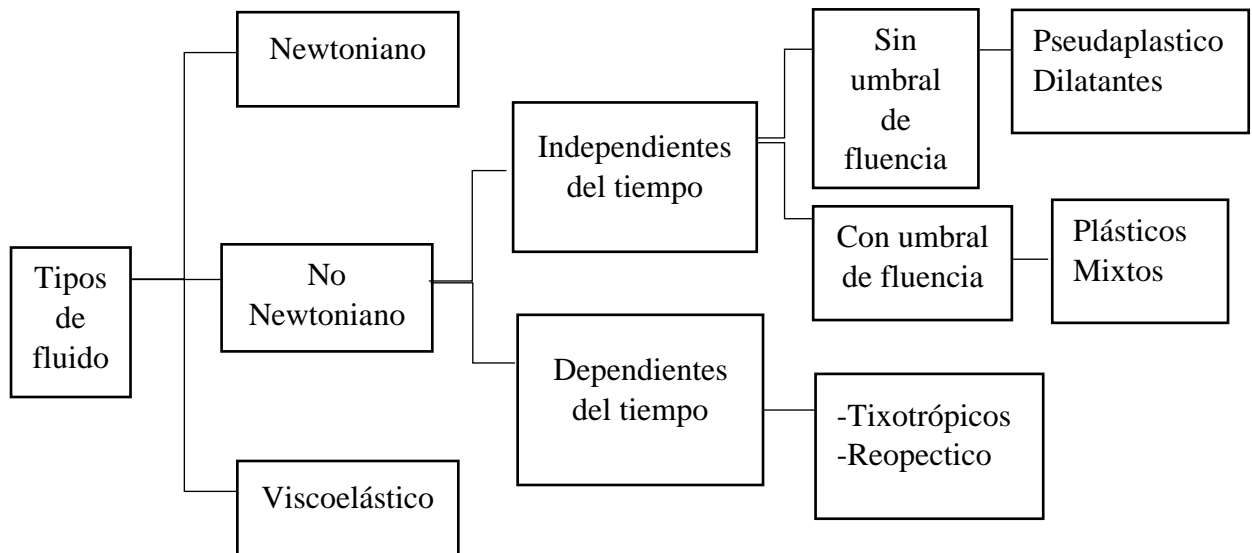 Tipos
de
fluido
Newtoniano
No
Newtoniano
Viscoelástico
Independientes
del tiempo
Dependientes
del tiempo
Sin
umbral
de
fluencia
Con umbral
de fluencia
Pseudaplastico
Dilatantes
Plásticos
Mixtos
-Tixotrópicos
-Reopectico